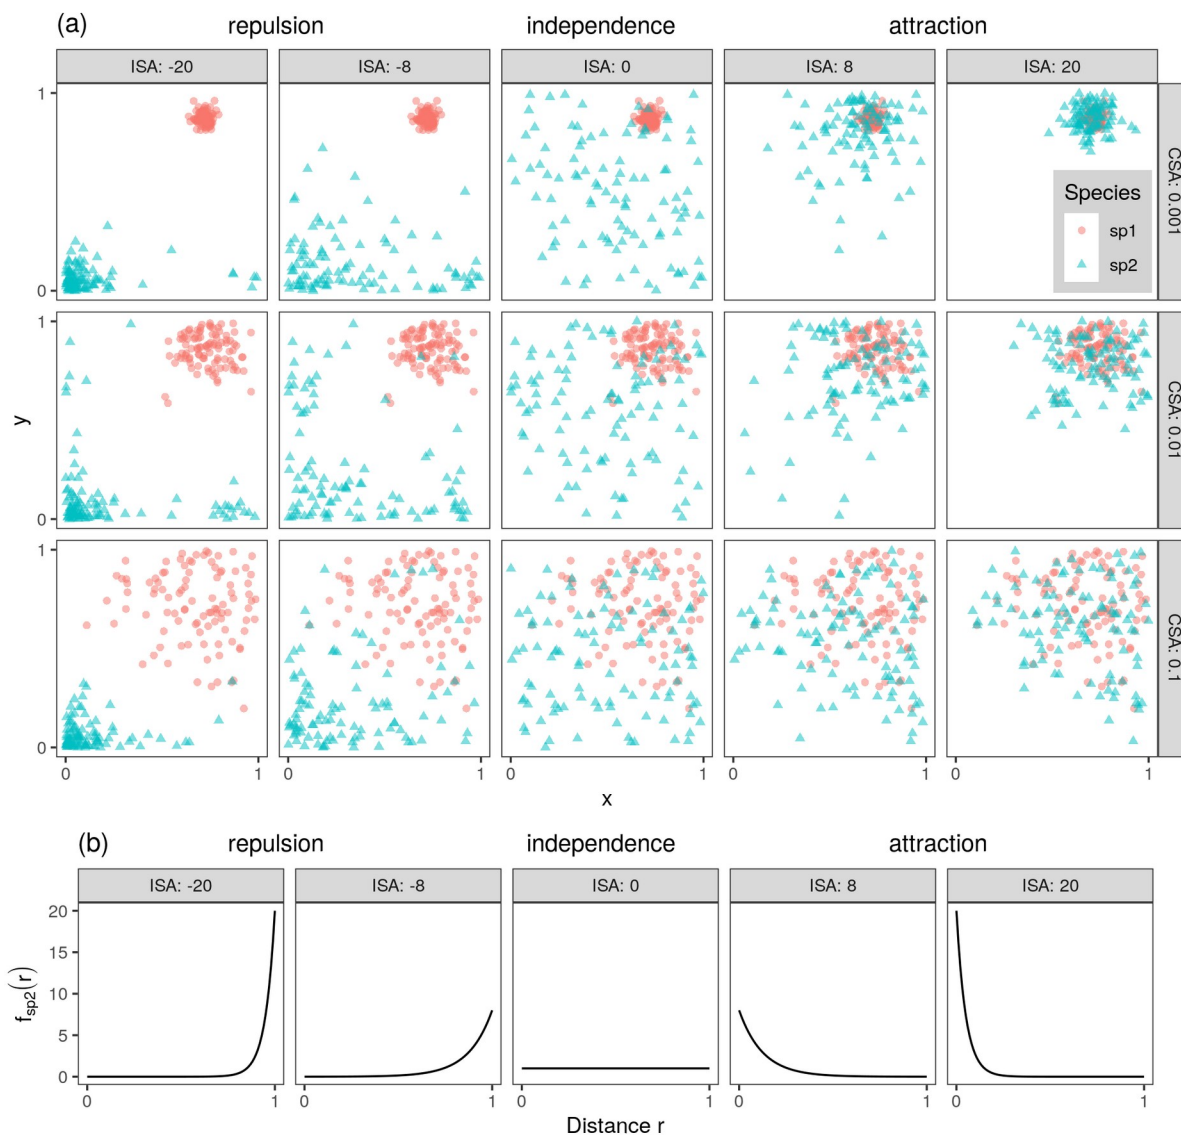 (a) repulsion independence attraction
ISA: -20 ISA: -8 ISA: 0 ISA: 8 ISA: 20
1
0
CSA: 0.001
Species
sp1
sp2
1
0
CSA: 0.01
y
1
0
CSA: 0.1
0 1 0 1 0 1 0 1 0 1
x
(b) repulsion independence attraction
ISA: -20 ISA: -8 ISA: 0 ISA: 8 ISA: 20
20
15
10
5
0
fsp2(r)
0 1 0 1 0 1 0 1 0 1
Distance r